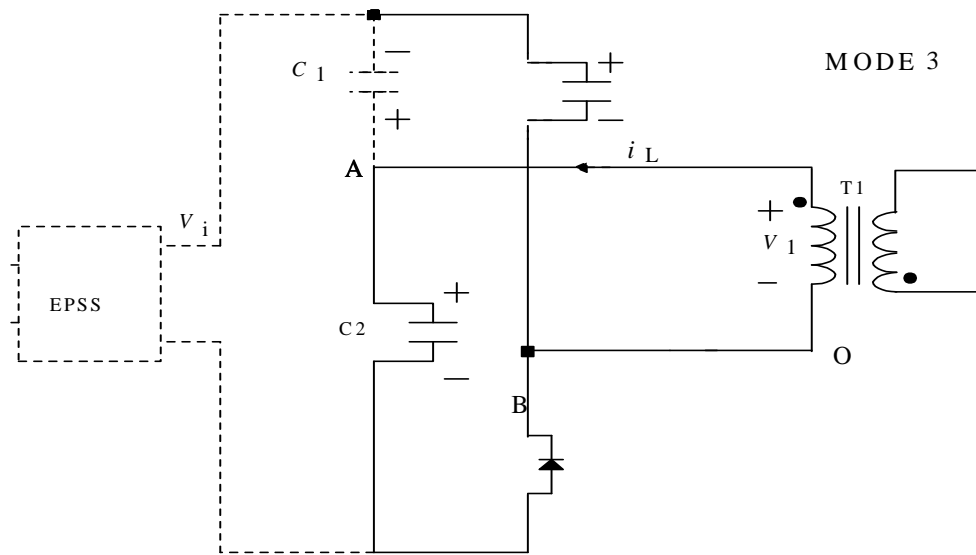 MODE 3
C 1
− +
+ −
A
i L
T1
V i
+ V 1 −
EPSS
C2
+
−
O
B